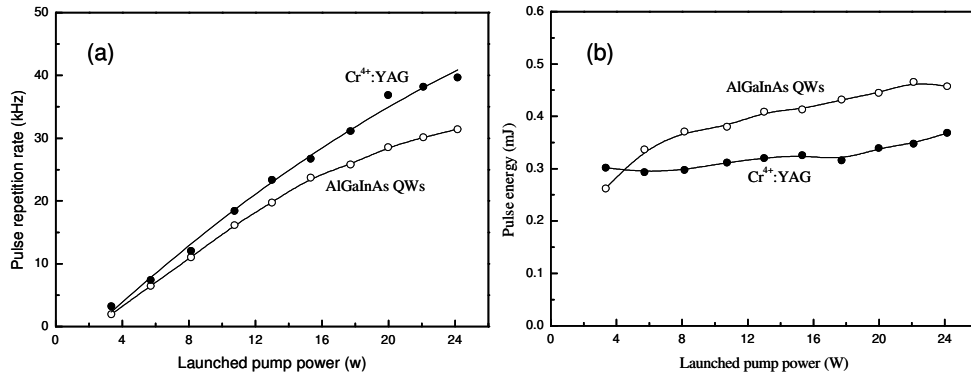 (a)
Cr⁴⁺:YAG
AlGaInAs QWs
Pulse repetition rate (kHz)
50
40
30
20
10
0
4 8 12 16 20 24
Launched pump power (w)
(b)
AlGaInAs QWs
Cr⁴⁺:YAG
Pulse energy (mJ)
0.6
0.5
0.4
0.3
0.2
0.1
0.0
4 8 12 16 20 24
Launched pump power (W)